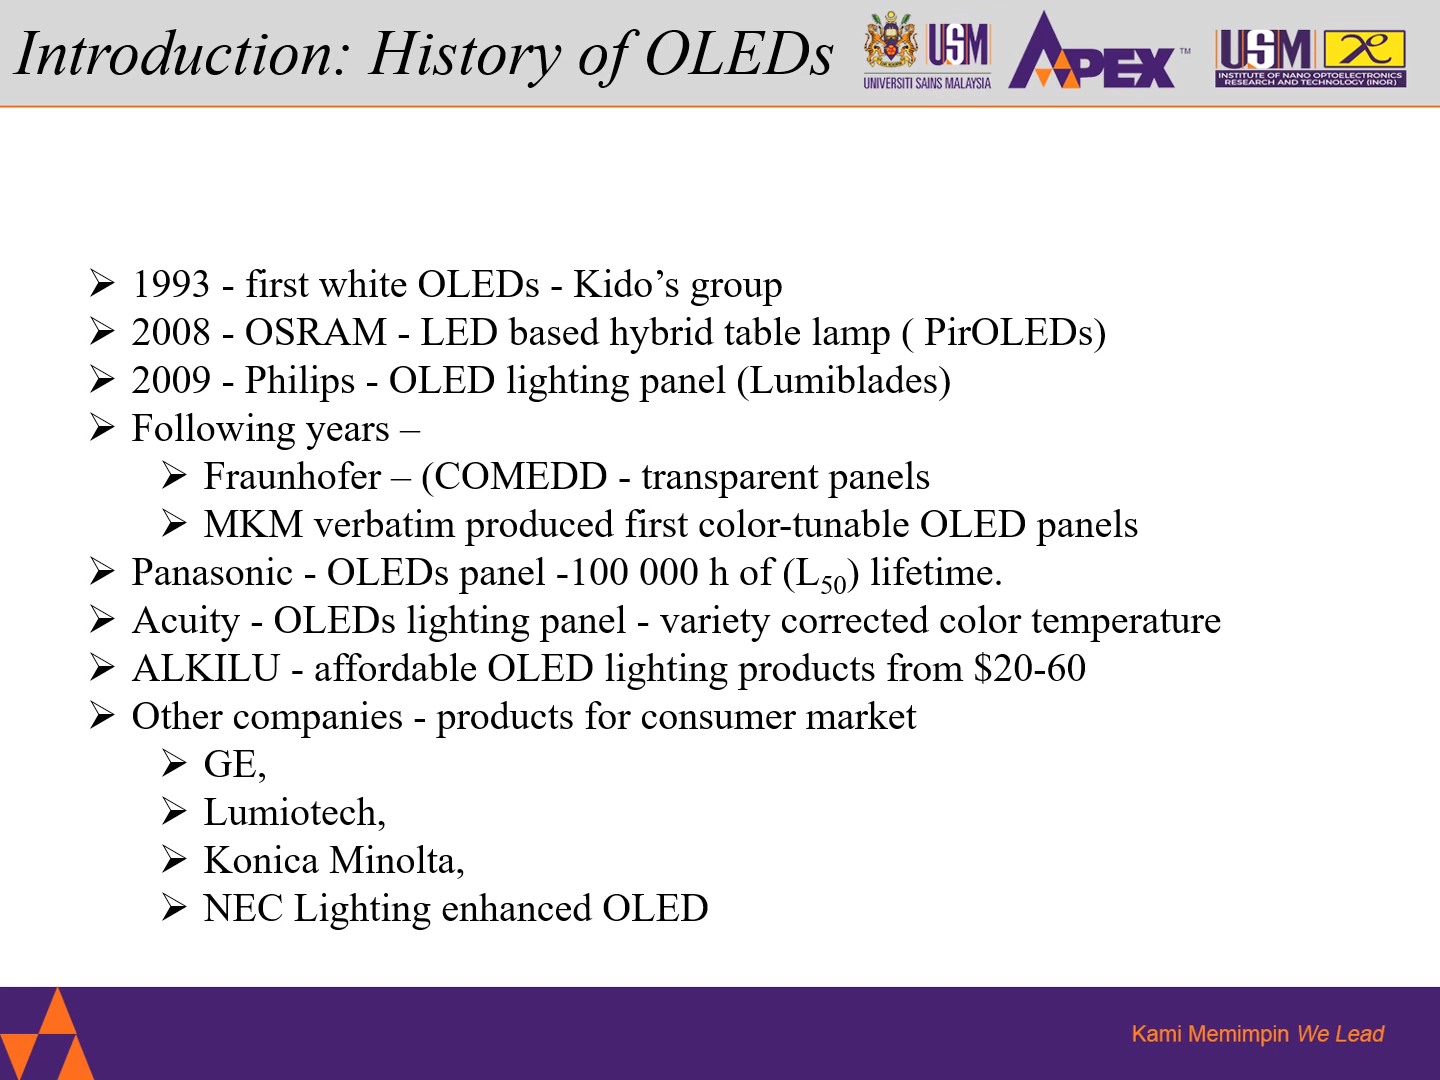 Introduction: History of OLEDs
USM
UNIVERSITI SAINS MALAYSIA
APEX™
USM
INSTITUTE OF NANO OPTOELECTRONICS
RESEARCH AND TECHNOLOGY (INOR)
➢ 1993 - first white OLEDs - Kido’s group
➢ 2008 - OSRAM - LED based hybrid table lamp ( PirOLEDs)
➢ 2009 - Philips - OLED lighting panel (Lumiblades)
➢ Following years –
➢ Fraunhofer – (COMEDD - transparent panels
➢ MKM verbatim produced first color-tunable OLED panels
➢ Panasonic - OLEDs panel -100 000 h of (L50) lifetime.
➢ Acuity - OLEDs lighting panel - variety corrected color temperature
➢ ALKILU - affordable OLED lighting products from $20-60
➢ Other companies - products for consumer market
➢ GE,
➢ Lumiotech,
➢ Konica Minolta,
➢ NEC Lighting enhanced OLED
Kami Memimpin We Lead